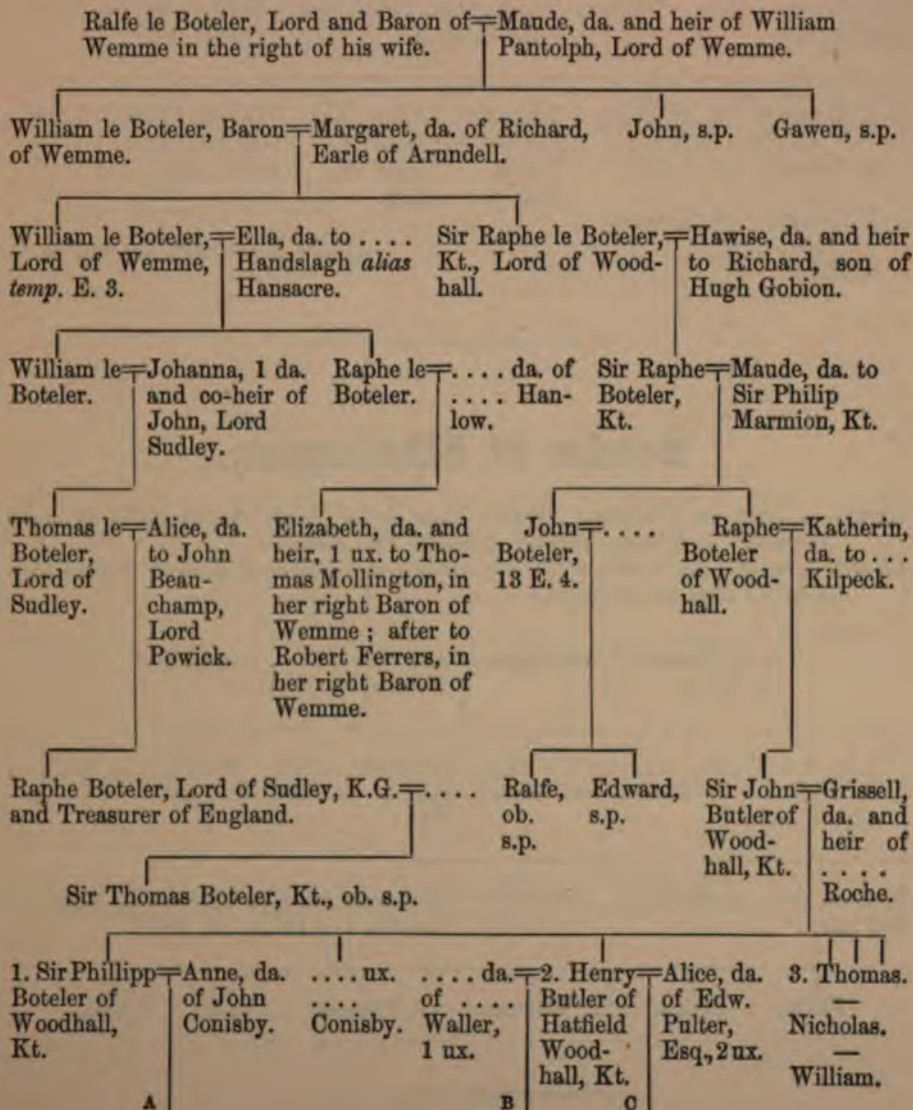 Ralfe le Boteler, Lord and Baron of
Wemme in the right of his wife.
Maude, da. and heir of William
Pantolph, Lord of Wemme.
William le Boteler, Baron
of Wemme.
Margaret, da. of Richard,
Earle of Arundell.
John, s.p.
Gawen, s.p.
William le Boteler,
Lord of Wemme,
temp. E. 3.
Ella, da. to ....
Handslagh alias
Hansacre.
Sir Raphe le Boteler,
Kt., Lord of Wood-
hall.
Hawise, da. and heir
to Richard, son of
Hugh Gobion.
William le
Boteler.
Johanna, 1 da.
and co-heir of
John, Lord
Sudley.
Raphe le
Boteler.
.... da. of
.... Han-
low.
Sir Raphe
Boteler,
Kt.
Maude, da. to
Sir Philip
Marmion, Kt.
Thomas le
Boteler,
Lord of
Sudley.
Alice, da.
to John
Beau-
champ,
Lord
Powick.
Elizabeth, da. and
heir, 1 ux. to Tho-
mas Mollington, in
her right Baron of
Wemme ; after to
Robert Ferrers, in
her right Baron of
Wemme.
John
Boteler,
13 E. 4.
....
Raphe
Boteler
of Wood-
hall.
Katherin,
da. to ...
Kilpeck.
Raphe Boteler, Lord of Sudley, K.G.
and Treasurer of England.
....
Ralfe,
ob.
s.p.
Edward,
s.p.
Sir John
Butler of
Wood-
hall, Kt.
Grissell,
da. and
heir of
....
Roche.
Sir Thomas Boteler, Kt., ob. s.p.
1. Sir Phillipp
Boteler of
Woodhall,
Kt.
Anne, da.
of John
Conisby.
.... ux.
....
Conisby.
.... da.
of ....
Waller,
1 ux.
2. Henry
Butler of
Hatfield
Wood-
hall, Kt.
Alice, da.
of Edw.
Pulter,
Esq., 2 ux.
3. Thomas.
—
Nicholas.
—
William.
A
B
C